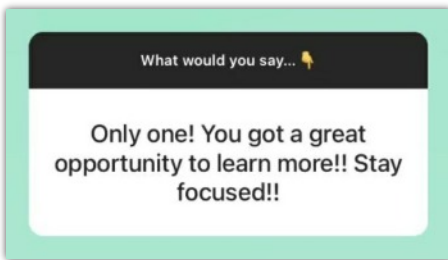 What would you say... 👇
Only one! You got a great
opportunity to learn more!! Stay
focused!!